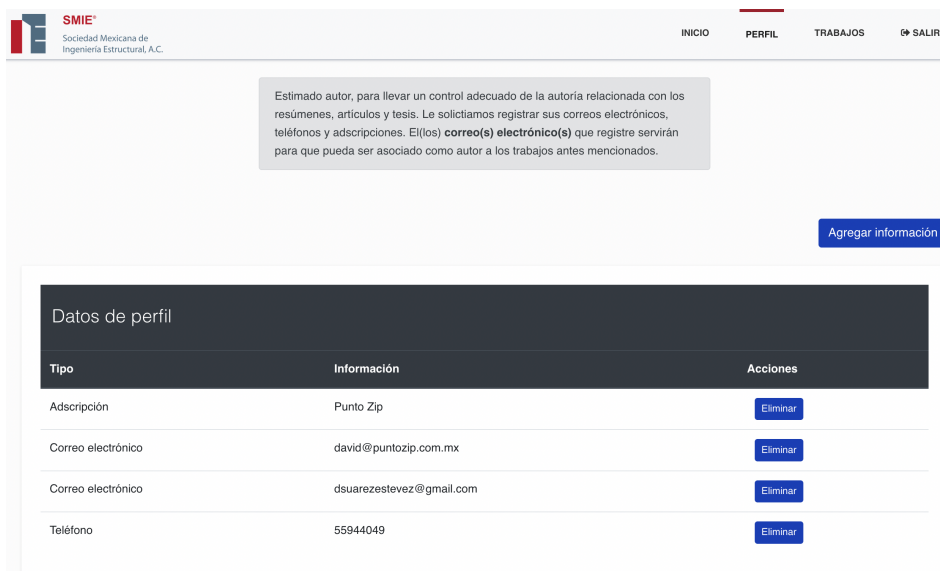 SMIE®
Sociedad Mexicana de
Ingeniería Estructural, A.C.
INICIO PERFIL TRABAJOS SALIR
Estimado autor, para llevar un control adecuado de la autoría relacionada con los
resúmenes, artículos y tesis. Le solictiamos registrar sus correos electrónicos,
teléfonos y adscripciones. El(los) correo(s) electrónico(s) que registre servirán
para que pueda ser asociado como autor a los trabajos antes mencionados.
Agregar información
Datos de perfil
Tipo Información Acciones
Adscripción Punto Zip Eliminar
Correo electrónico david@puntozip.com.mx Eliminar
Correo electrónico dsuarezestevez@gmail.com Eliminar
Teléfono 55944049 Eliminar